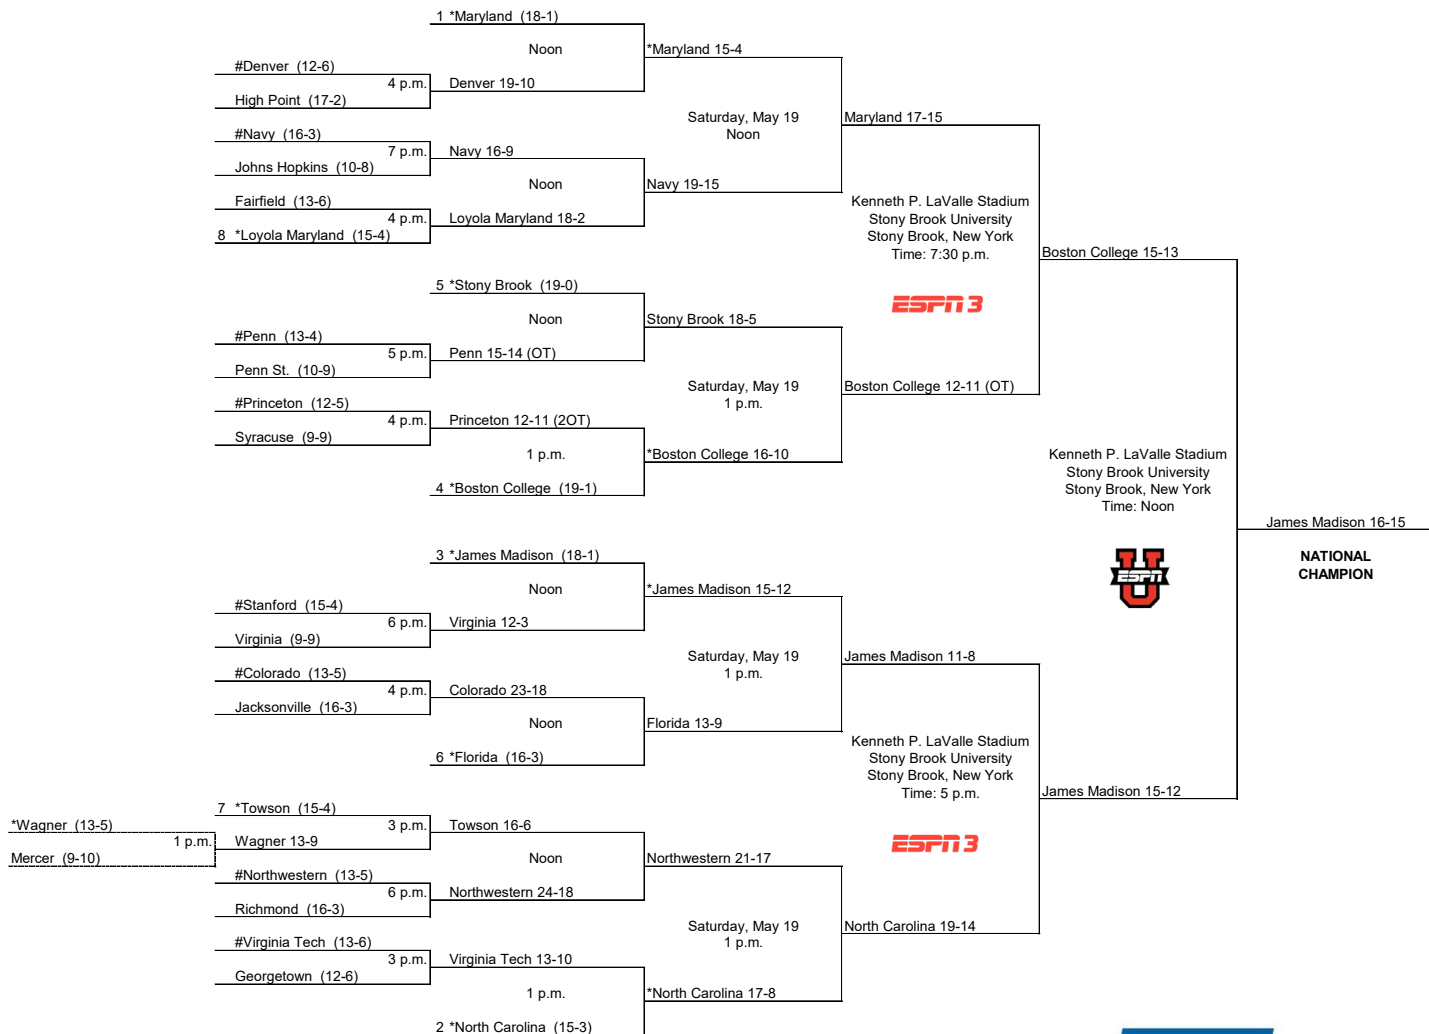 1 *Maryland (18-1)
Noon
*Maryland 15-4
#Denver (12-6)
4 p.m.
Denver 19-10
High Point (17-2)
Saturday, May 19
Noon
Maryland 17-15
#Navy (16-3)
7 p.m.
Navy 16-9
Johns Hopkins (10-8)
Noon
Navy 19-15
Fairfield (13-6)
4 p.m.
Loyola Maryland 18-2
8 *Loyola Maryland (15-4)
Kenneth P. LaValle Stadium
Stony Brook University
Stony Brook, New York
Time: 7:30 p.m.
ESPN 3
Boston College 15-13
5 *Stony Brook (19-0)
Noon
Stony Brook 18-5
#Penn (13-4)
5 p.m.
Penn 15-14 (OT)
Penn St. (10-9)
Saturday, May 19
1 p.m.
Boston College 12-11 (OT)
#Princeton (12-5)
4 p.m.
Princeton 12-11 (2OT)
Syracuse (9-9)
1 p.m.
*Boston College 16-10
4 *Boston College (19-1)
Kenneth P. LaValle Stadium
Stony Brook University
Stony Brook, New York
Time: Noon
ESPN U
James Madison 16-15
NATIONAL
CHAMPION
3 *James Madison (18-1)
Noon
*James Madison 15-12
#Stanford (15-4)
6 p.m.
Virginia 12-3
Virginia (9-9)
Saturday, May 19
1 p.m.
James Madison 11-8
#Colorado (13-5)
4 p.m.
Colorado 23-18
Jacksonville (16-3)
Noon
Florida 13-9
6 *Florida (16-3)
Kenneth P. LaValle Stadium
Stony Brook University
Stony Brook, New York
Time: 5 p.m.
ESPN 3
James Madison 15-12
7 *Towson (15-4)
*Wagner (13-5)
1 p.m.
Mercer (9-10)
3 p.m.
Towson 16-6
Wagner 13-9
Noon
Northwestern 21-17
#Northwestern (13-5)
6 p.m.
Northwestern 24-18
Richmond (16-3)
Saturday, May 19
1 p.m.
North Carolina 19-14
#Virginia Tech (13-6)
3 p.m.
Virginia Tech 13-10
Georgetown (12-6)
1 p.m.
*North Carolina 17-8
2 *North Carolina (15-3)